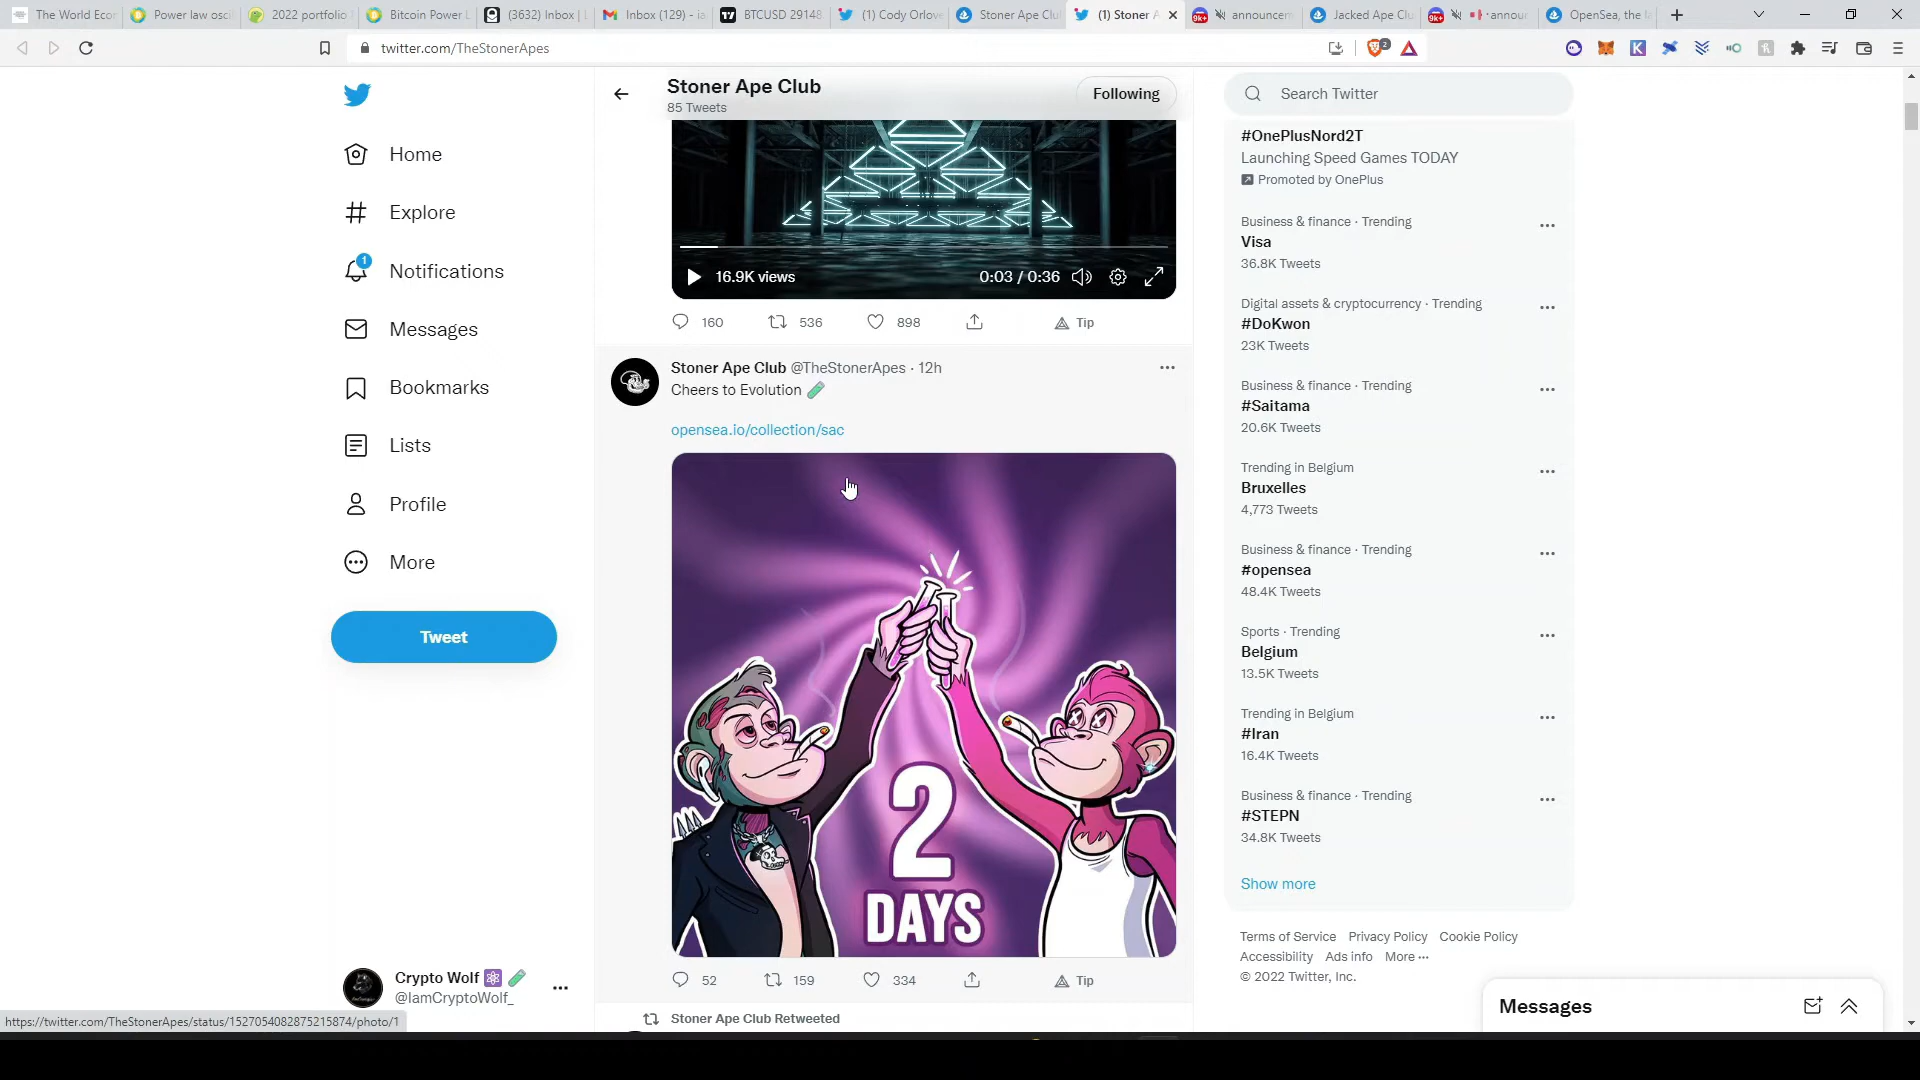 The World Econ
Power law osci
2022 portfolio
Bitcoin Power L
(3632) Inbox |
Inbox (129) - ia
BTCUSD 29148
(1) Cody Orlov
Stoner Ape Clu
(1) Stoner A
announcem
Jacked Ape Clu
announ
OpenSea, the l
twitter.com/TheStonerApes
2
Stoner Ape Club
85 Tweets
Following
Search Twitter
Home
Explore
1
Notifications
Messages
Bookmarks
Lists
Profile
More
Tweet
Crypto Wolf
@IamCryptoWolf_
16.9K views
0:03 / 0:36
160
536
898
Tip
Stoner Ape Club @TheStonerApes · 12h
Cheers to Evolution
opensea.io/collection/sac
2
DAYS
52
159
334
Tip
Stoner Ape Club Retweeted
#OnePlusNord2T
Launching Speed Games TODAY
Promoted by OnePlus
Business & finance · Trending
Visa
36.8K Tweets
Digital assets & cryptocurrency · Trending
#DoKwon
23K Tweets
Business & finance · Trending
#Saitama
20.6K Tweets
Trending in Belgium
Bruxelles
4,773 Tweets
Business & finance · Trending
#opensea
48.4K Tweets
Sports · Trending
Belgium
13.5K Tweets
Trending in Belgium
#Iran
16.4K Tweets
Business & finance · Trending
#STEPN
34.8K Tweets
Show more
Terms of Service Privacy Policy Cookie Policy
Accessibility Ads info More ···
© 2022 Twitter, Inc.
Messages
https://twitter.com/TheStonerApes/status/1527054082875215874/photo/1